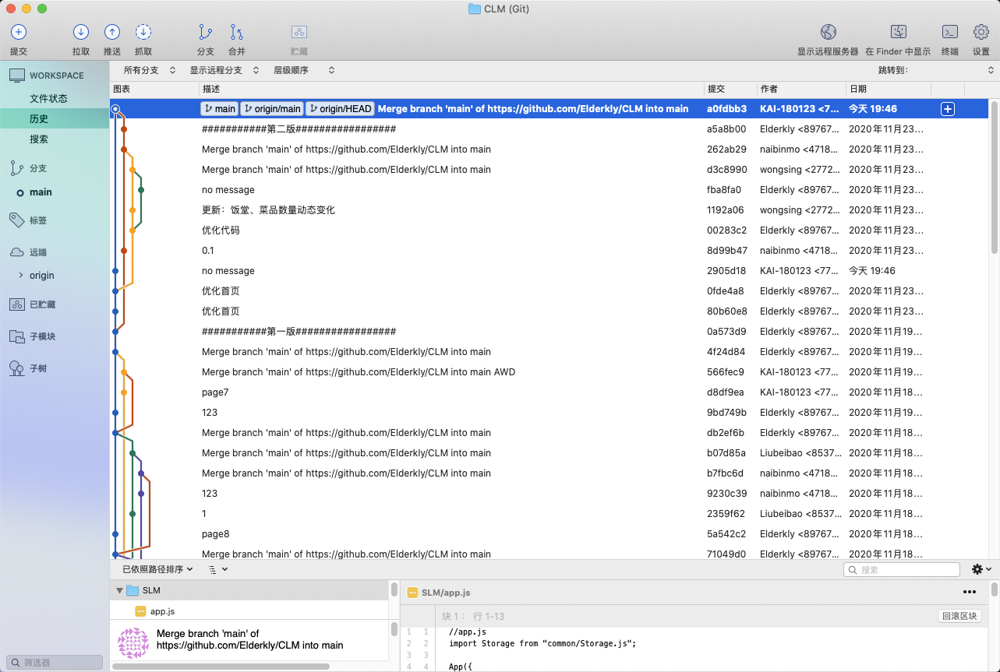 CLM (Git)
提交 拉取 推送 抓取 分支 合并 贮藏 显示远程服务器 在 Finder 中显示 终端 设置
WORKSPACE
文件状态
历史
搜索
分支
main
标签
远端
origin
已贮藏
子模块
子树
筛选器
所有分支 显示远程分支 层级顺序 跳转到:
图表 描述 提交 作者 日期
main origin/main origin/HEAD Merge branch 'main' of https://github.com/Elderkly/CLM into main a0fdbb3 KAI-180123 <7... 今天 19:46
###########第二版################# a5a8b00 Elderkly <89767... 2020年11月23...
Merge branch 'main' of https://github.com/Elderkly/CLM into main 262ab29 naibinmo <4718... 2020年11月23...
Merge branch 'main' of https://github.com/Elderkly/CLM into main d3c8990 wongsing <2772... 2020年11月23...
no message fba8fa0 Elderkly <89767... 2020年11月23...
更新：饭堂、菜品数量动态变化 1192a06 wongsing <2772... 2020年11月23...
优化代码 00283c2 Elderkly <89767... 2020年11月23...
0.1 8d99b47 naibinmo <4718... 2020年11月23...
no message 2905d18 KAI-180123 <77... 今天 19:46
优化首页 0fde4a8 Elderkly <89767... 2020年11月23...
优化首页 80b60e8 Elderkly <89767... 2020年11月23...
###########第一版################# 0a573d9 Elderkly <89767... 2020年11月19...
Merge branch 'main' of https://github.com/Elderkly/CLM into main 4f24d84 Elderkly <89767... 2020年11月19...
Merge branch 'main' of https://github.com/Elderkly/CLM into main AWD 566fec9 KAI-180123 <77... 2020年11月19...
page7 d8df9ea KAI-180123 <77... 2020年11月18...
123 9bd749b Elderkly <89767... 2020年11月19...
Merge branch 'main' of https://github.com/Elderkly/CLM into main db2ef6b Elderkly <89767... 2020年11月18...
Merge branch 'main' of https://github.com/Elderkly/CLM into main b07d85a Liubeibao <8537... 2020年11月18...
Merge branch 'main' of https://github.com/Elderkly/CLM into main b7fbc6d naibinmo <4718... 2020年11月18...
123 9230c39 naibinmo <4718... 2020年11月18...
1 2359f62 Liubeibao <8537... 2020年11月18...
page8 5a542c2 Elderkly <89767... 2020年11月18...
Merge branch 'main' of https://github.com/Elderkly/CLM into main 71049d0 Elderkly <89767... 2020年11月18...
已依照路径排序 搜索
SLM
app.js
Merge branch 'main' of
https://github.com/Elderkly/CLM into main
SLM/app.js
块 1： 行 1-13 回滚区块
1 1 //app.js
2 2 import Storage from "common/Storage.js";
3 3
4 4 App({